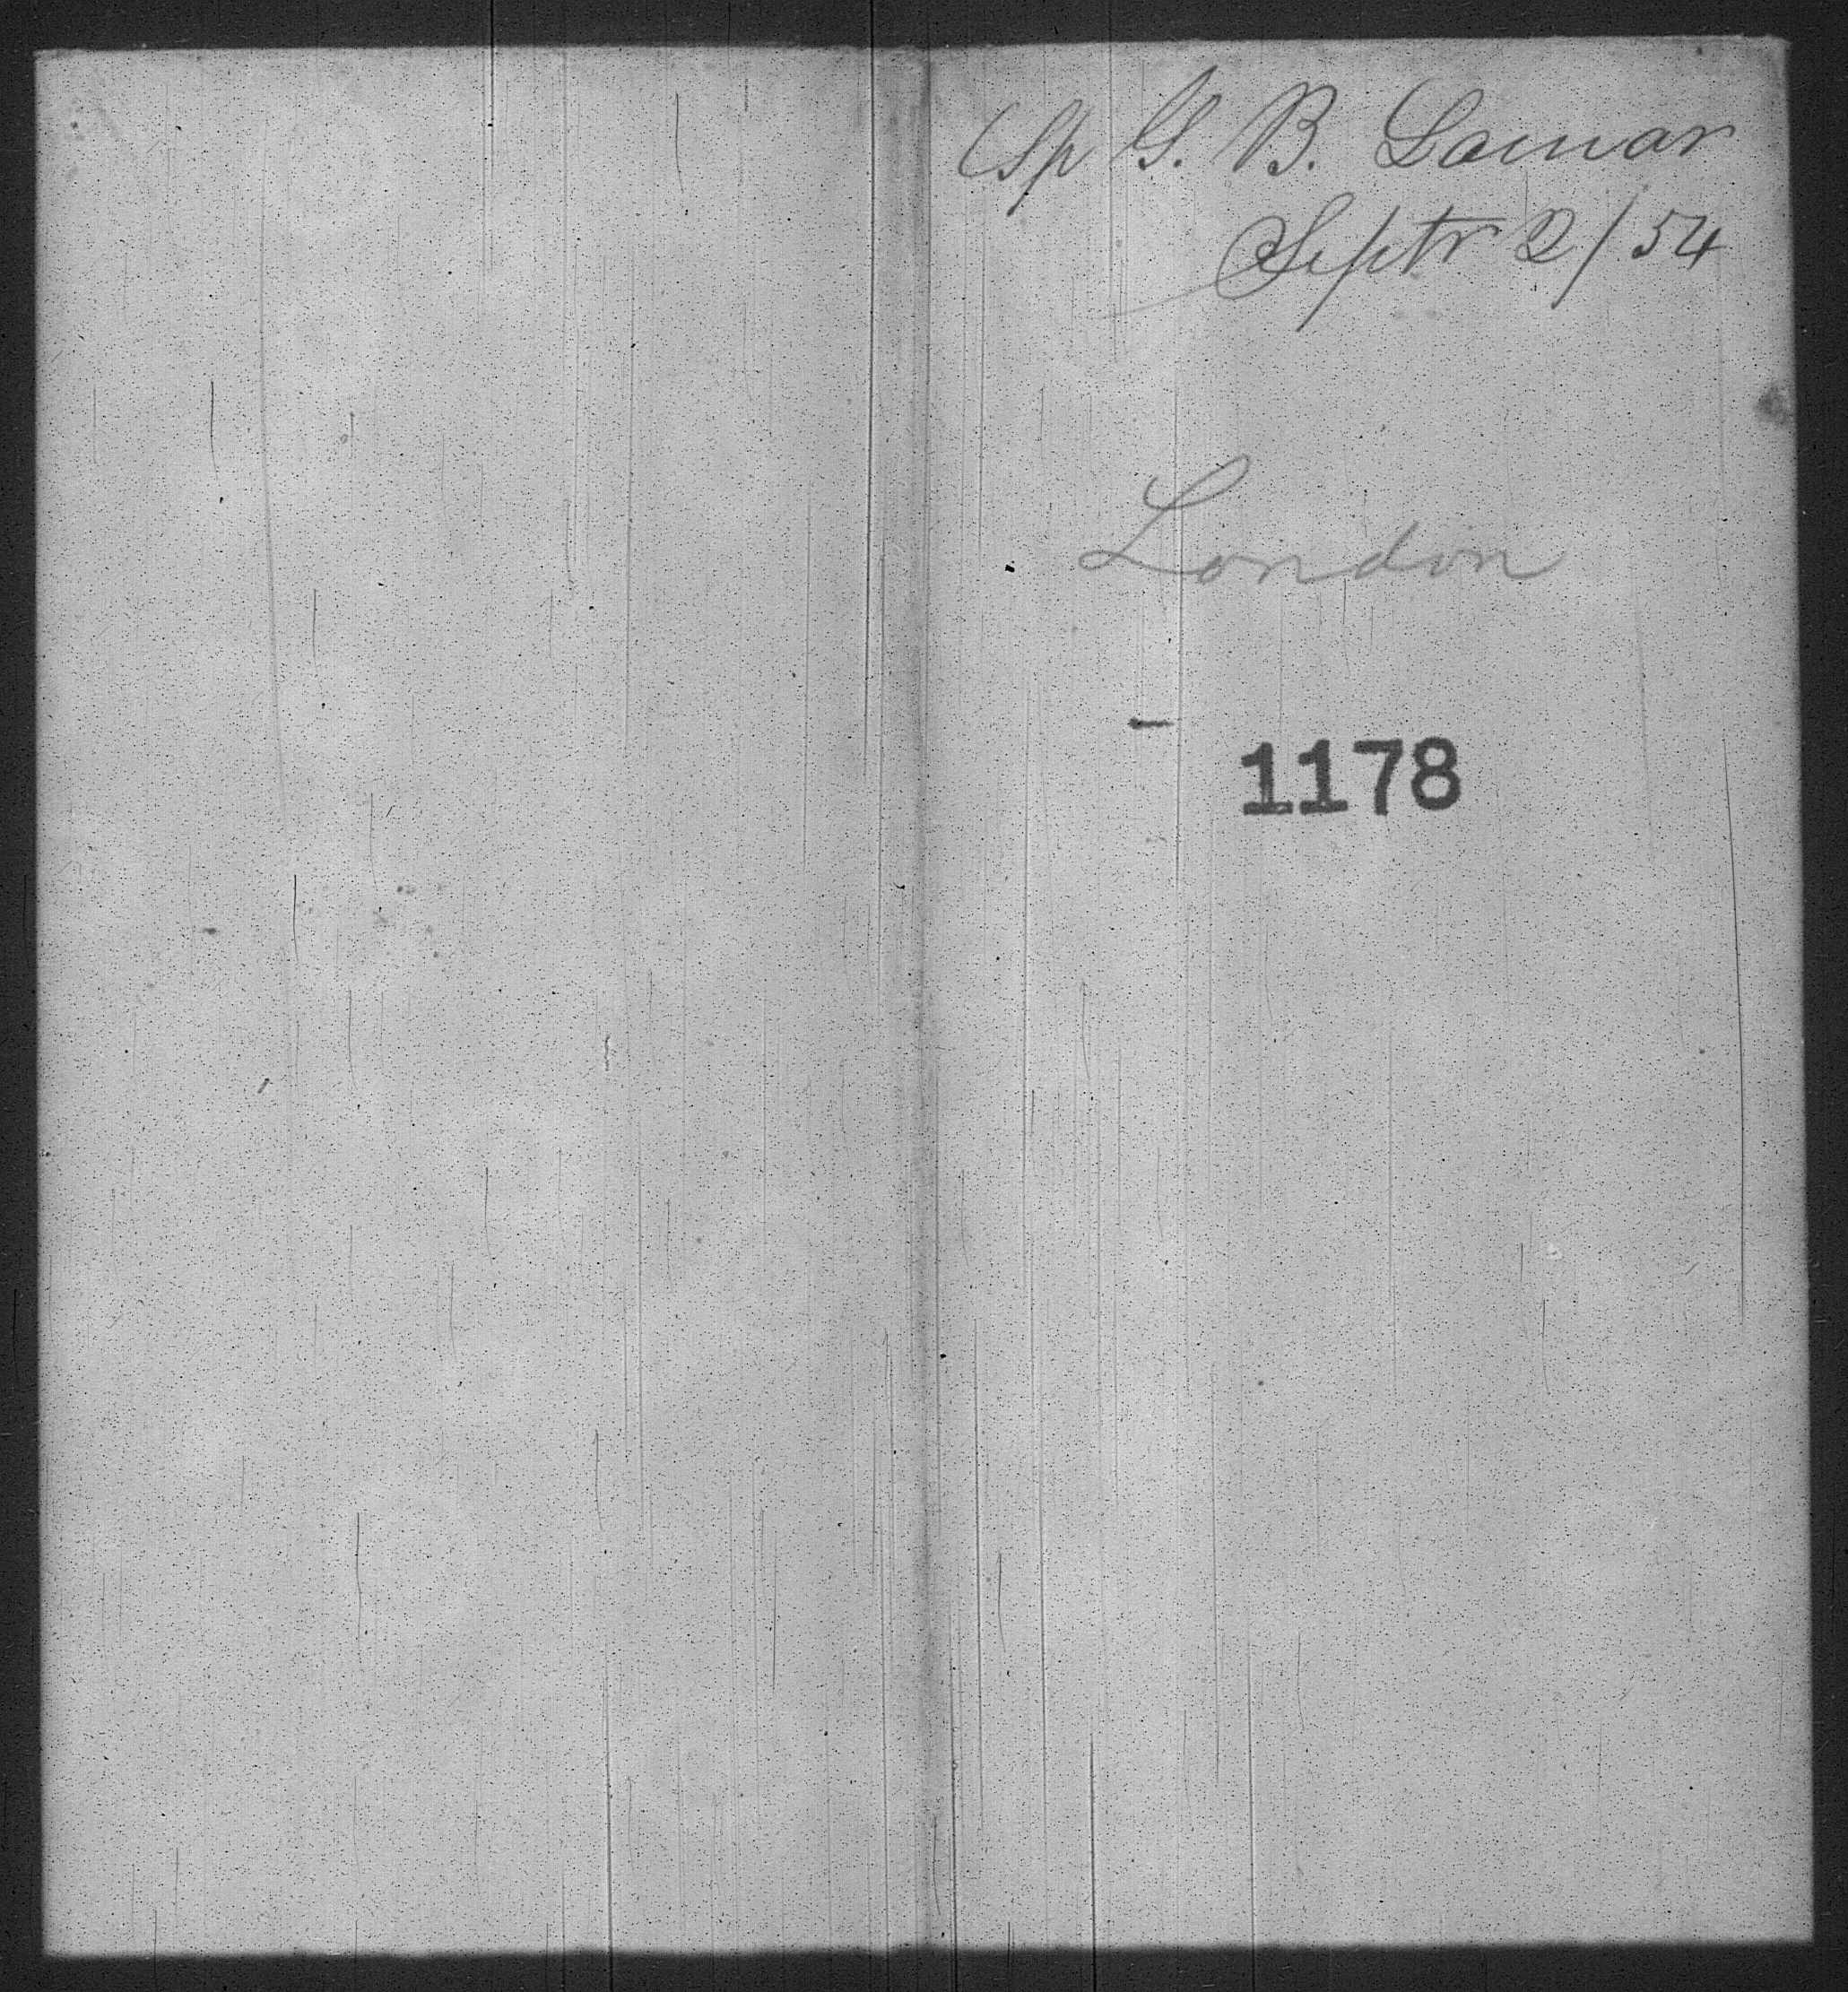 Sp G. B. Lamar
Septr 2/54
London
1178